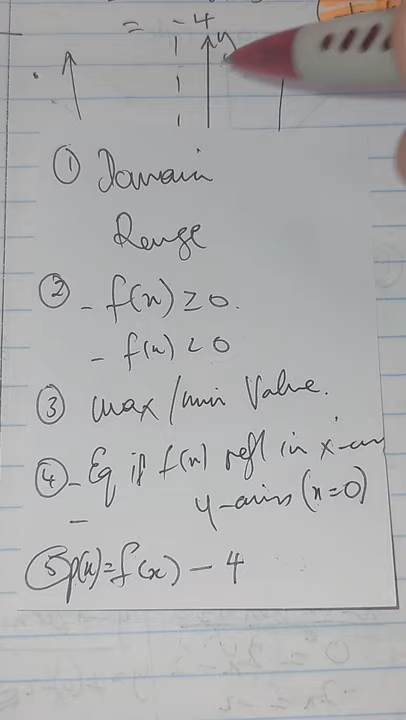 = -4
y
① Domain
Range
② - f(x) ≥ 0.
- f(x) < 0
③ max/min Value.
④ - Eq if f(x) refl in x-axis
y-axis (x=0)
-
⑤ p(x) = f(x) - 4